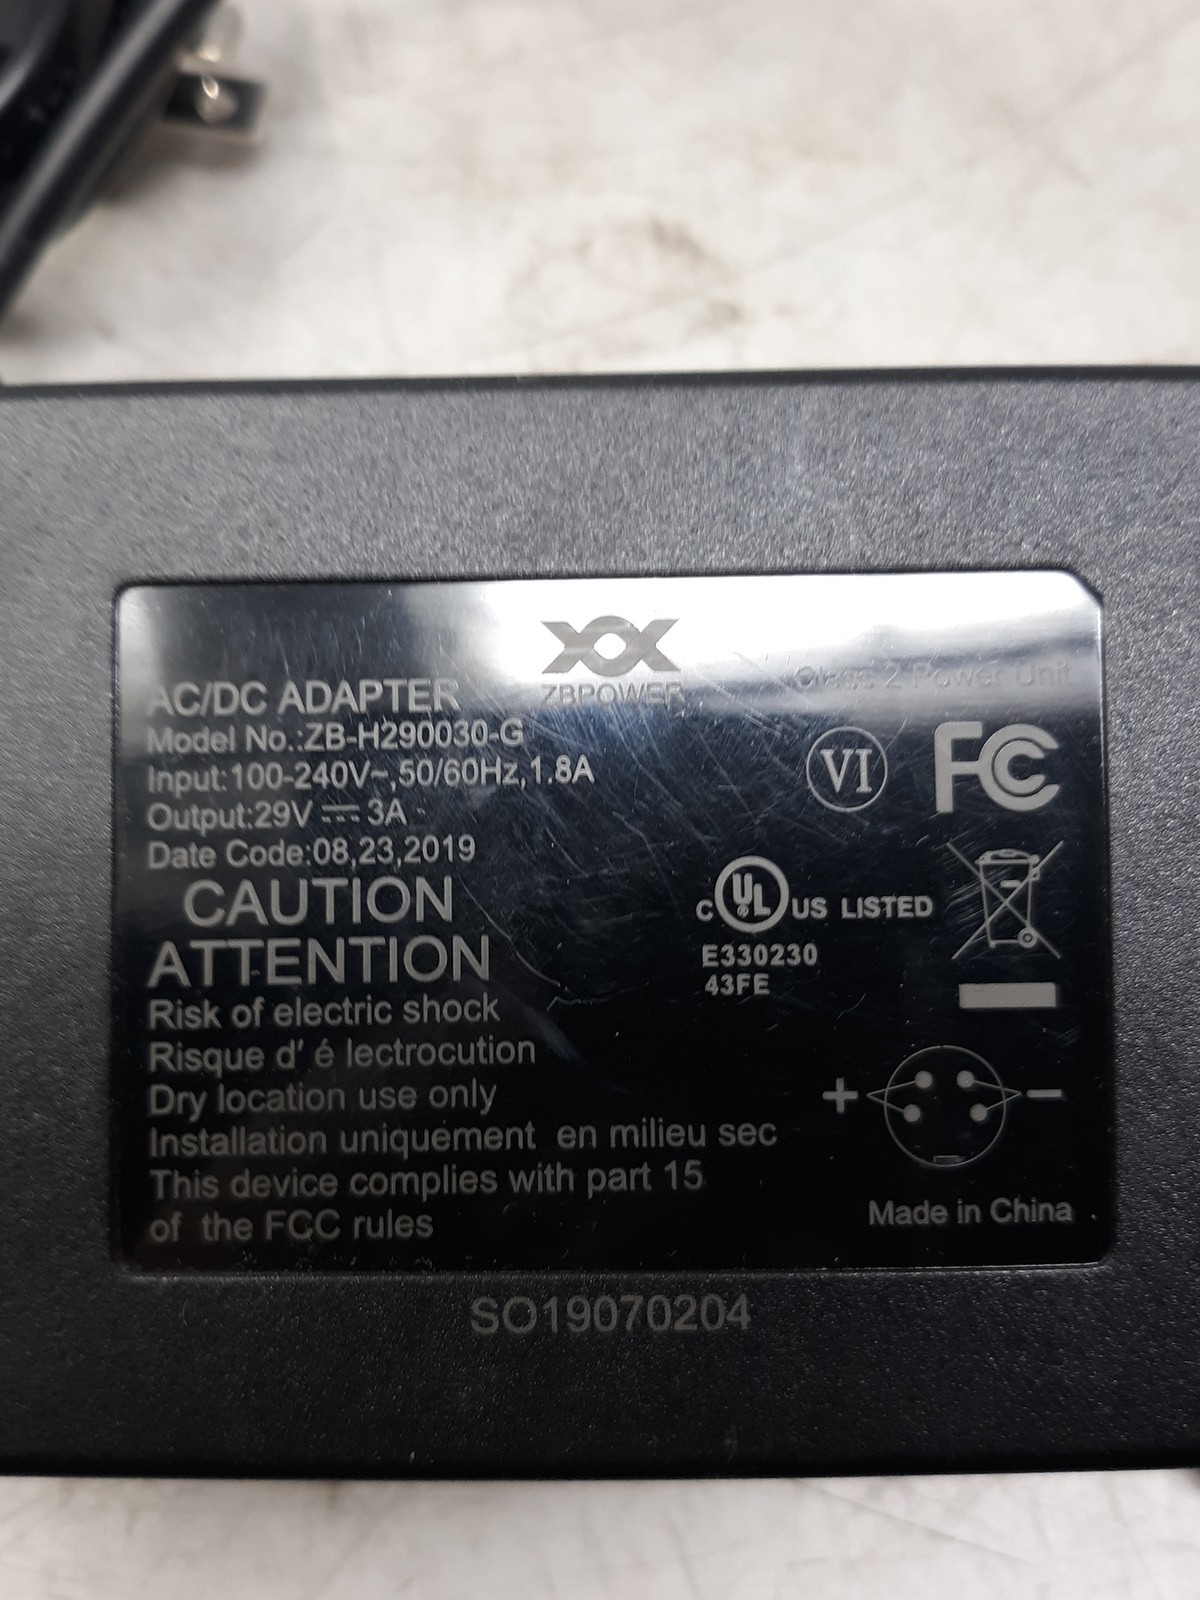 ZBPOWER
Class 2 Power Unit
AC/DC ADAPTER
Model No.:ZB-H290030-G
Input:100-240V~,50/60Hz,1.8A
Output:29V ⎓ 3A
Date Code:08,23,2019
CAUTION
ATTENTION
Risk of electric shock
Risque d' é lectrocution
Dry location use only
Installation uniquement en milieu sec
This device complies with part 15
of the FCC rules
VI
FC
C UL ® US LISTED
E330230
43FE
+ −
Made in China
SO19070204